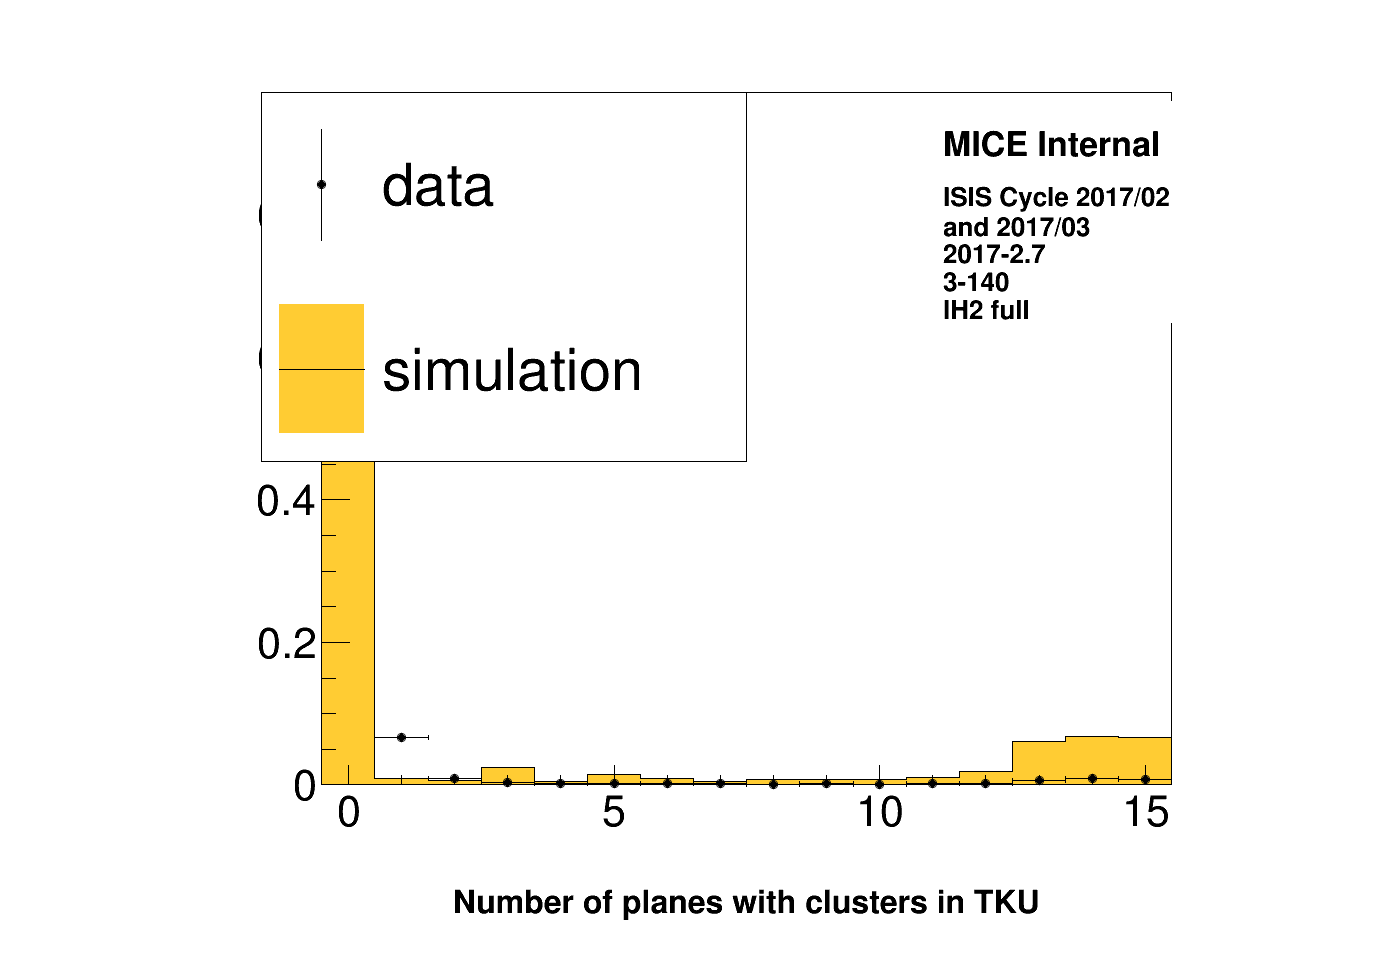 data
simulation
MICE Internal
ISIS Cycle 2017/02
and 2017/03
2017-2.7
3-140
IH2 full
0.4
0.2
0
0 5 10 15
Number of planes with clusters in TKU